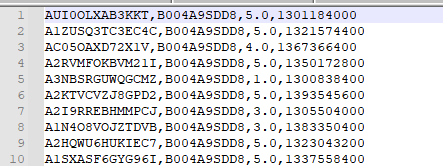 1 AUI0OLXAB3KKT,B004A9SDD8,5.0,1301184000
2 A1ZUSQ3TC3EC4C,B004A9SDD8,5.0,1321574400
3 AC05OAXD72X1V,B004A9SDD8,4.0,1367366400
4 A2RVMFOKBVM21I,B004A9SDD8,5.0,1350172800
5 A3NBSRGUWQGCMZ,B004A9SDD8,1.0,1300838400
6 A2KTVCVZJ8GPD2,B004A9SDD8,5.0,1393545600
7 A2I9RREBHMMPCJ,B004A9SDD8,3.0,1305504000
8 A1N4O8VOJZTDVB,B004A9SDD8,3.0,1383350400
9 A2HQWU6HUKIEC7,B004A9SDD8,5.0,1323043200
10 A1SXASF6GYG96I,B004A9SDD8,5.0,1337558400